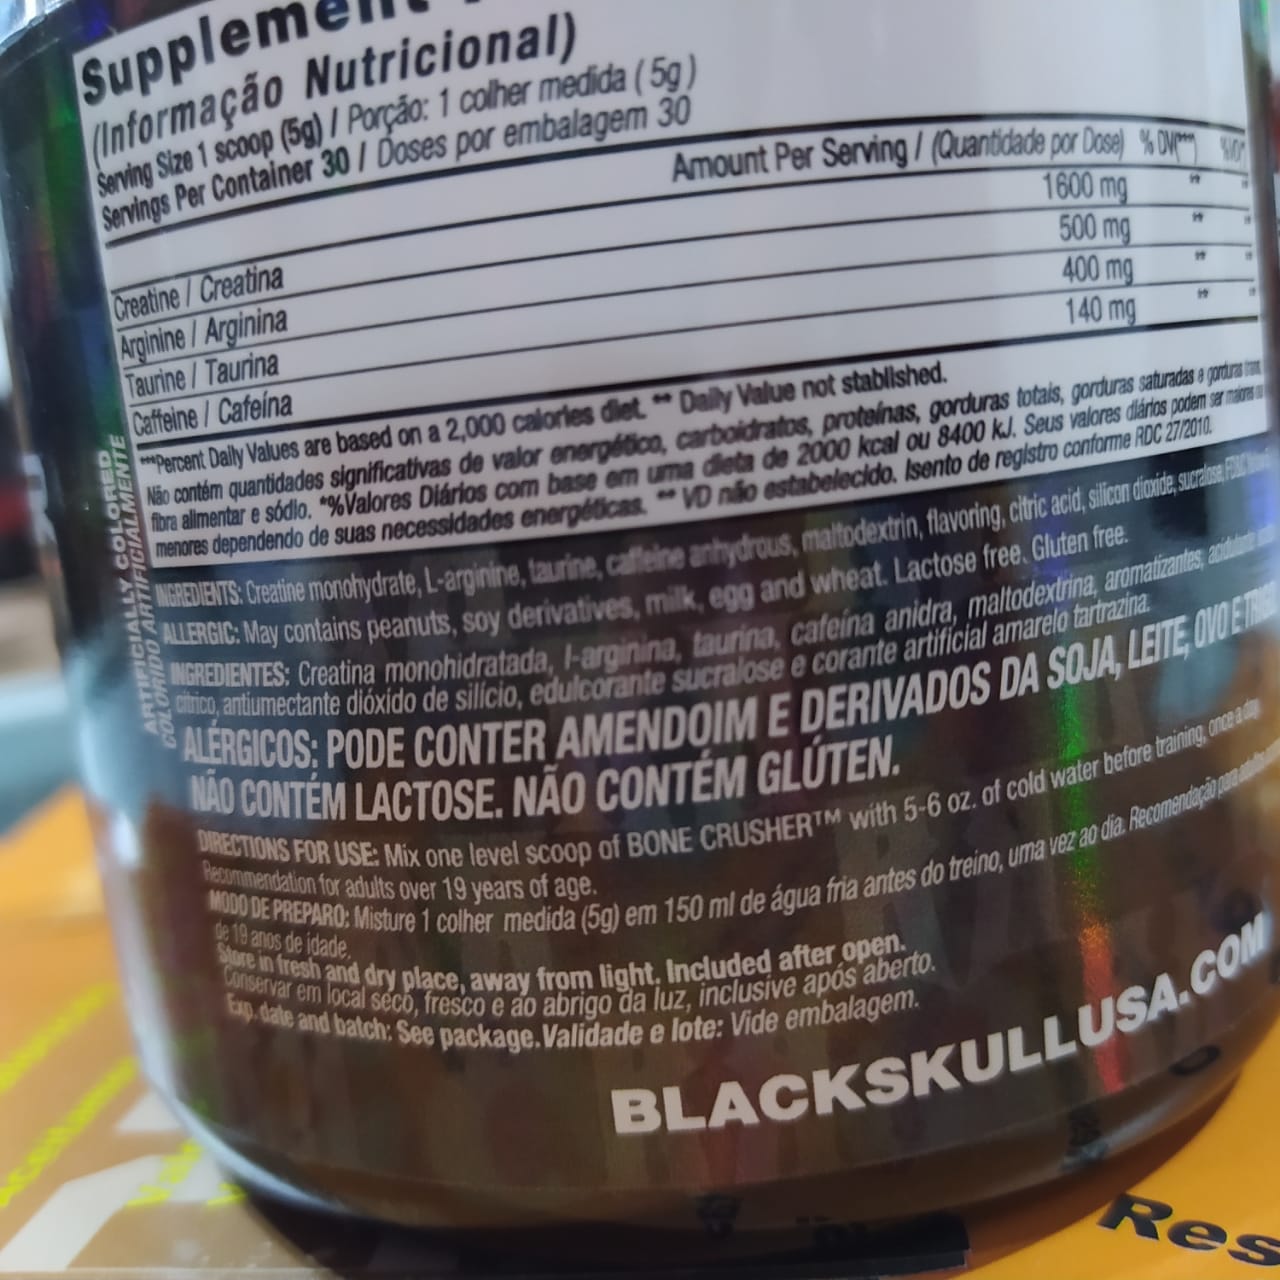 Supplement
(Informação Nutricional)
Serving Size 1 scoop (5g) / Porção: 1 colher medida ( 5g )
Servings Per Container 30 / Doses por embalagem 30
Amount Per Serving / (Quantidade por Dose) % DV(***) %VD*
Creatine / Creatina 1600 mg ** **
Arginine / Arginina 500 mg ** **
Taurine / Taurina 400 mg ** **
Caffeine / Cafeína 140 mg ** **
***Percent Daily Values are based on a 2,000 calories diet. ** Daily Value not stablished.
Não contém quantidades significativas de valor energético, carboidratos, proteínas, gorduras totais, gorduras saturadas e gorduras trans,
fibra alimentar e sódio. *%Valores Diários com base em uma dieta de 2000 kcal ou 8400 kJ. Seus valores diários podem ser maiores ou
menores dependendo de suas necessidades energéticas. ** VD não estabelecido. Isento de registro conforme RDC 27/2010.
ARTIFICIALLY COLORED
COLORIDO ARTIFICIALMENTE
INGREDIENTS: Creatine monohydrate, L-arginine, taurine, caffeine anhydrous, maltodextrin, flavoring, citric acid, silicon dioxide, sucralose, FD&C
ALLERGIC: May contains peanuts, soy derivatives, milk, egg and wheat. Lactose free. Gluten free.
INGREDIENTES: Creatina monohidratada, l-arginina, taurina, cafeína anidra, maltodextrina, aromatizantes, acidulante
cítrico, antiumectante dióxido de silício, edulcorante sucralose e corante artificial amarelo tartrazina.
ALÉRGICOS: PODE CONTER AMENDOIM E DERIVADOS DA SOJA, LEITE, OVO E TRIGO.
NÃO CONTÉM LACTOSE. NÃO CONTÉM GLÚTEN.
DIRECTIONS FOR USE: Mix one level scoop of BONE CRUSHER™ with 5-6 oz. of cold water before training, once a day.
Recommendation for adults over 19 years of age.
MODO DE PREPARO: Misture 1 colher medida (5g) em 150 ml de água fria antes do treino, uma vez ao dia. Recomendação para adultos
de 19 anos de idade.
Store in fresh and dry place, away from light. Included after open.
Conservar em local seco, fresco e ao abrigo da luz, inclusive após aberto.
Exp. date and batch: See package. Validade e lote: Vide embalagem.
BLACKSKULLUSA.COM
Res